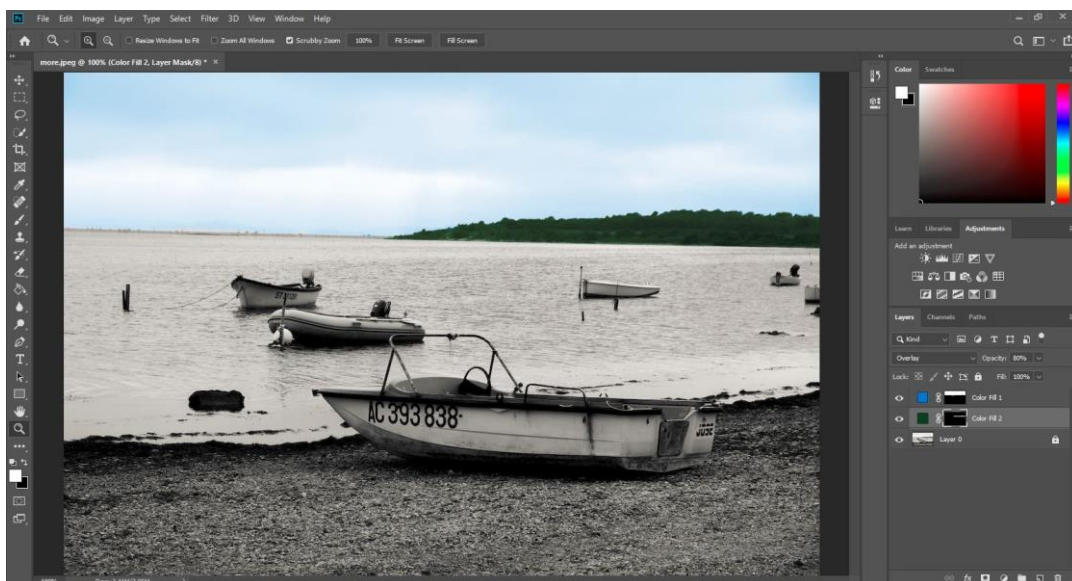 Ps File Edit Image Layer Type Select Filter 3D View Window Help
Resize Windows to Fit Zoom All Windows Scrubby Zoom 100% Fit Screen Fill Screen
more.jpeg @ 100% (Color Fill 2, Layer Mask/8) * ×
Color Swatches
Learn Libraries Adjustments
Add an adjustment
Layers Channels Paths
Kind
Overlay Opacity: 80%
Lock: Fill: 100%
Color Fill 1
Color Fill 2
Layer 0
AC 393 838
JOSE
100%